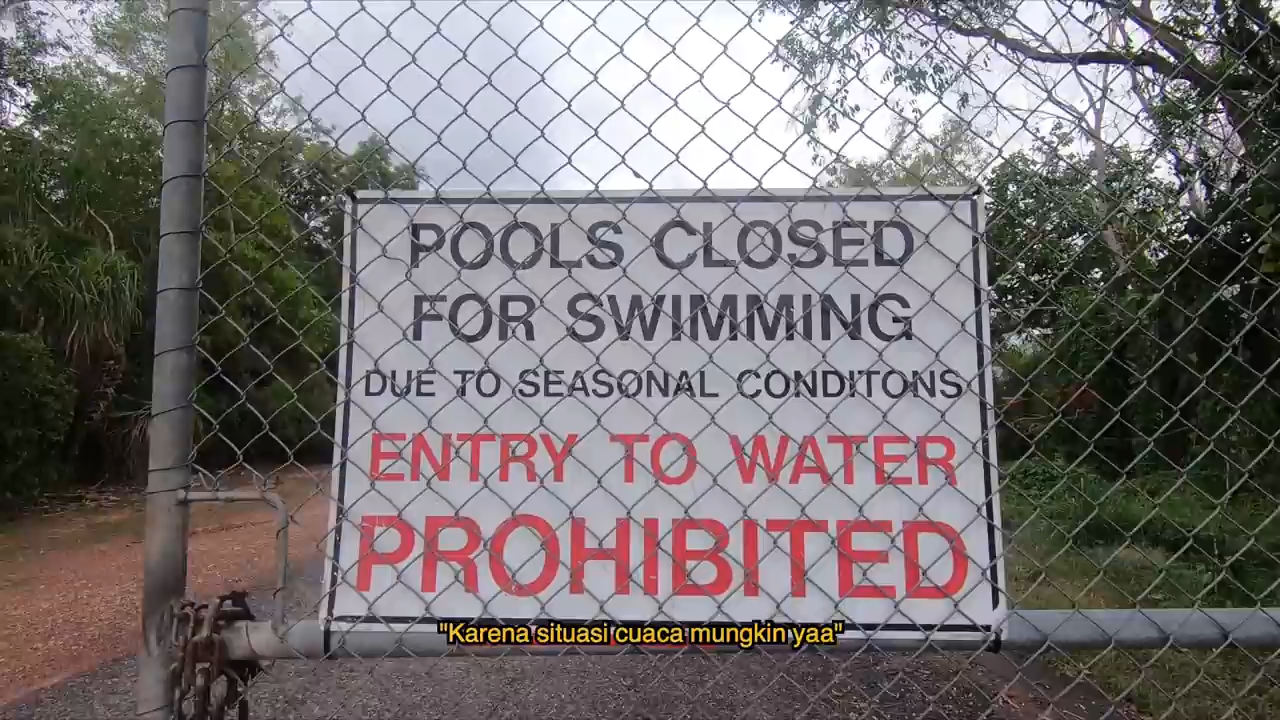 POOLS CLOSED
FOR SWIMMING
DUE TO SEASONAL CONDITONS
ENTRY TO WATER
PROHIBITED
"Karena situasi cuaca mungkin yaa"